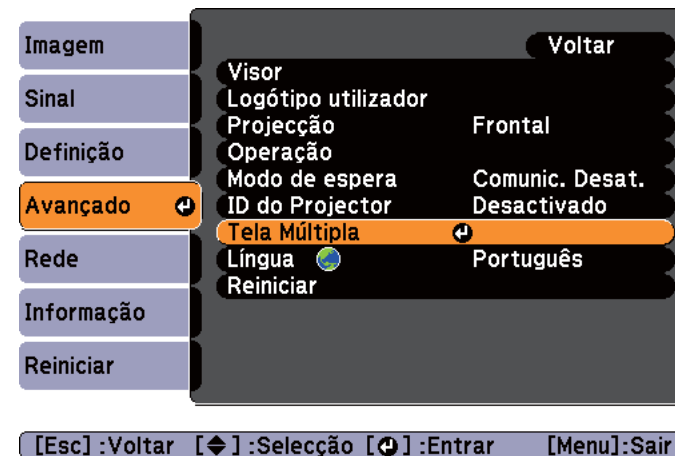 Imagem
Sinal
Definição
Avançado
Rede
Informação
Reiniciar
Voltar
Visor
Logótipo utilizador
Projecção Frontal
Operação
Modo de espera Comunic. Desat.
ID do Projector Desactivado
Tela Múltipla
Língua Português
Reiniciar
[Esc] :Voltar [ ] :Selecção [ ] :Entrar [Menu]:Sair